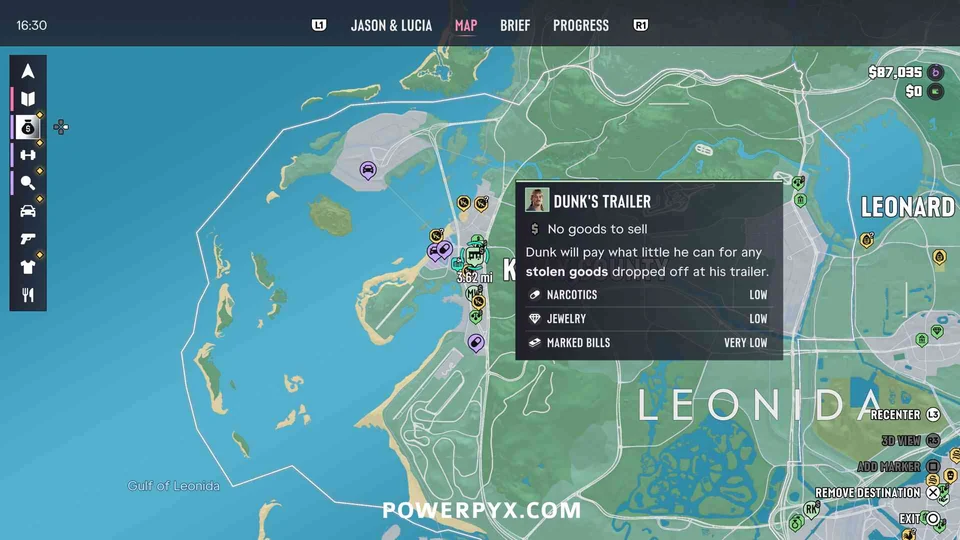 16:30
L1
JASON & LUCIA
MAP
BRIEF
PROGRESS
R1
$87,035
$0
DUNK'S TRAILER
$ No goods to sell
Dunk will pay what little he can for any
stolen goods dropped off at his trailer.
NARCOTICS LOW
JEWELRY LOW
MARKED BILLS VERY LOW
3.62 mi
K
LEONARD
LEONIDA
RECENTER L3
3D VIEW R3
ADD MARKER
REMOVE DESTINATION
EXIT
RK
Gulf of Leonida
POWERPYX.COM